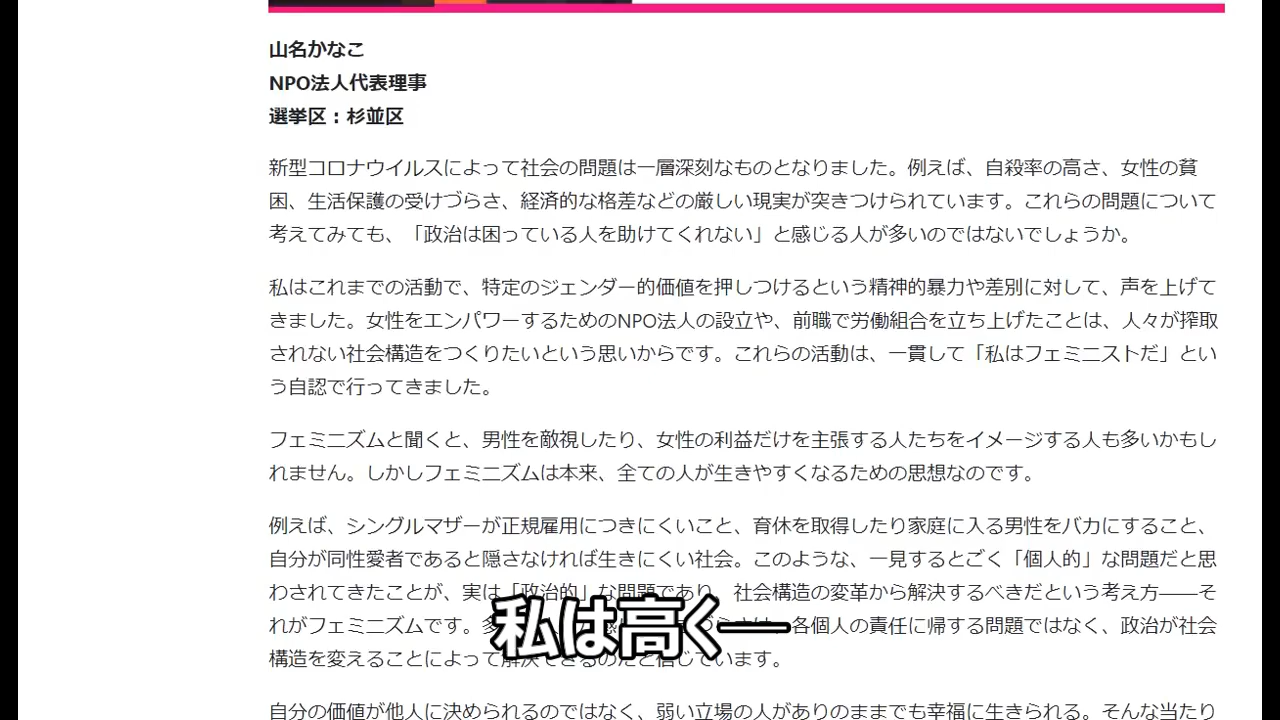 山名かなこ
NPO法人代表理事
選挙区：杉並区
新型コロナウイルスによって社会の問題は一層深刻なものとなりました。例えば、自殺率の高さ、女性の貧
困、生活保護の受けづらさ、経済的な格差などの厳しい現実が突きつけられています。これらの問題について
考えてみても、「政治は困っている人を助けてくれない」と感じる人が多いのではないでしょうか。
私はこれまでの活動で、特定のジェンダー的価値を押しつけるという精神的暴力や差別に対して、声を上げて
きました。女性をエンパワーするためのNPO法人の設立や、前職で労働組合を立ち上げたことは、人々が搾取
されない社会構造をつくりたいという思いからです。これらの活動は、一貫して「私はフェミニストだ」とい
う自認で行ってきました。
フェミニズムと聞くと、男性を敵視したり、女性の利益だけを主張する人たちをイメージする人も多いかもし
れません。しかしフェミニズムは本来、全ての人が生きやすくなるための思想なのです。
例えば、シングルマザーが正規雇用につきにくいこと、育休を取得したり家庭に入る男性をバカにすること、
自分が同性愛者であると隠さなければ生きにくい社会。このような、一見するとごく「個人的」な問題だと思
わされてきたことが、実は「政治的」な問題であり、社会構造の変革から解決するべきだという考え方――そ
れがフェミニズムです。多 各個人の責任に帰する問題ではなく、政治が社会
構造を変えることによって解決できるのだと信じています。
私は高く―
自分の価値が他人に決められるのではなく、弱い立場の人がありのままでも幸福に生きられる。そんな当たり